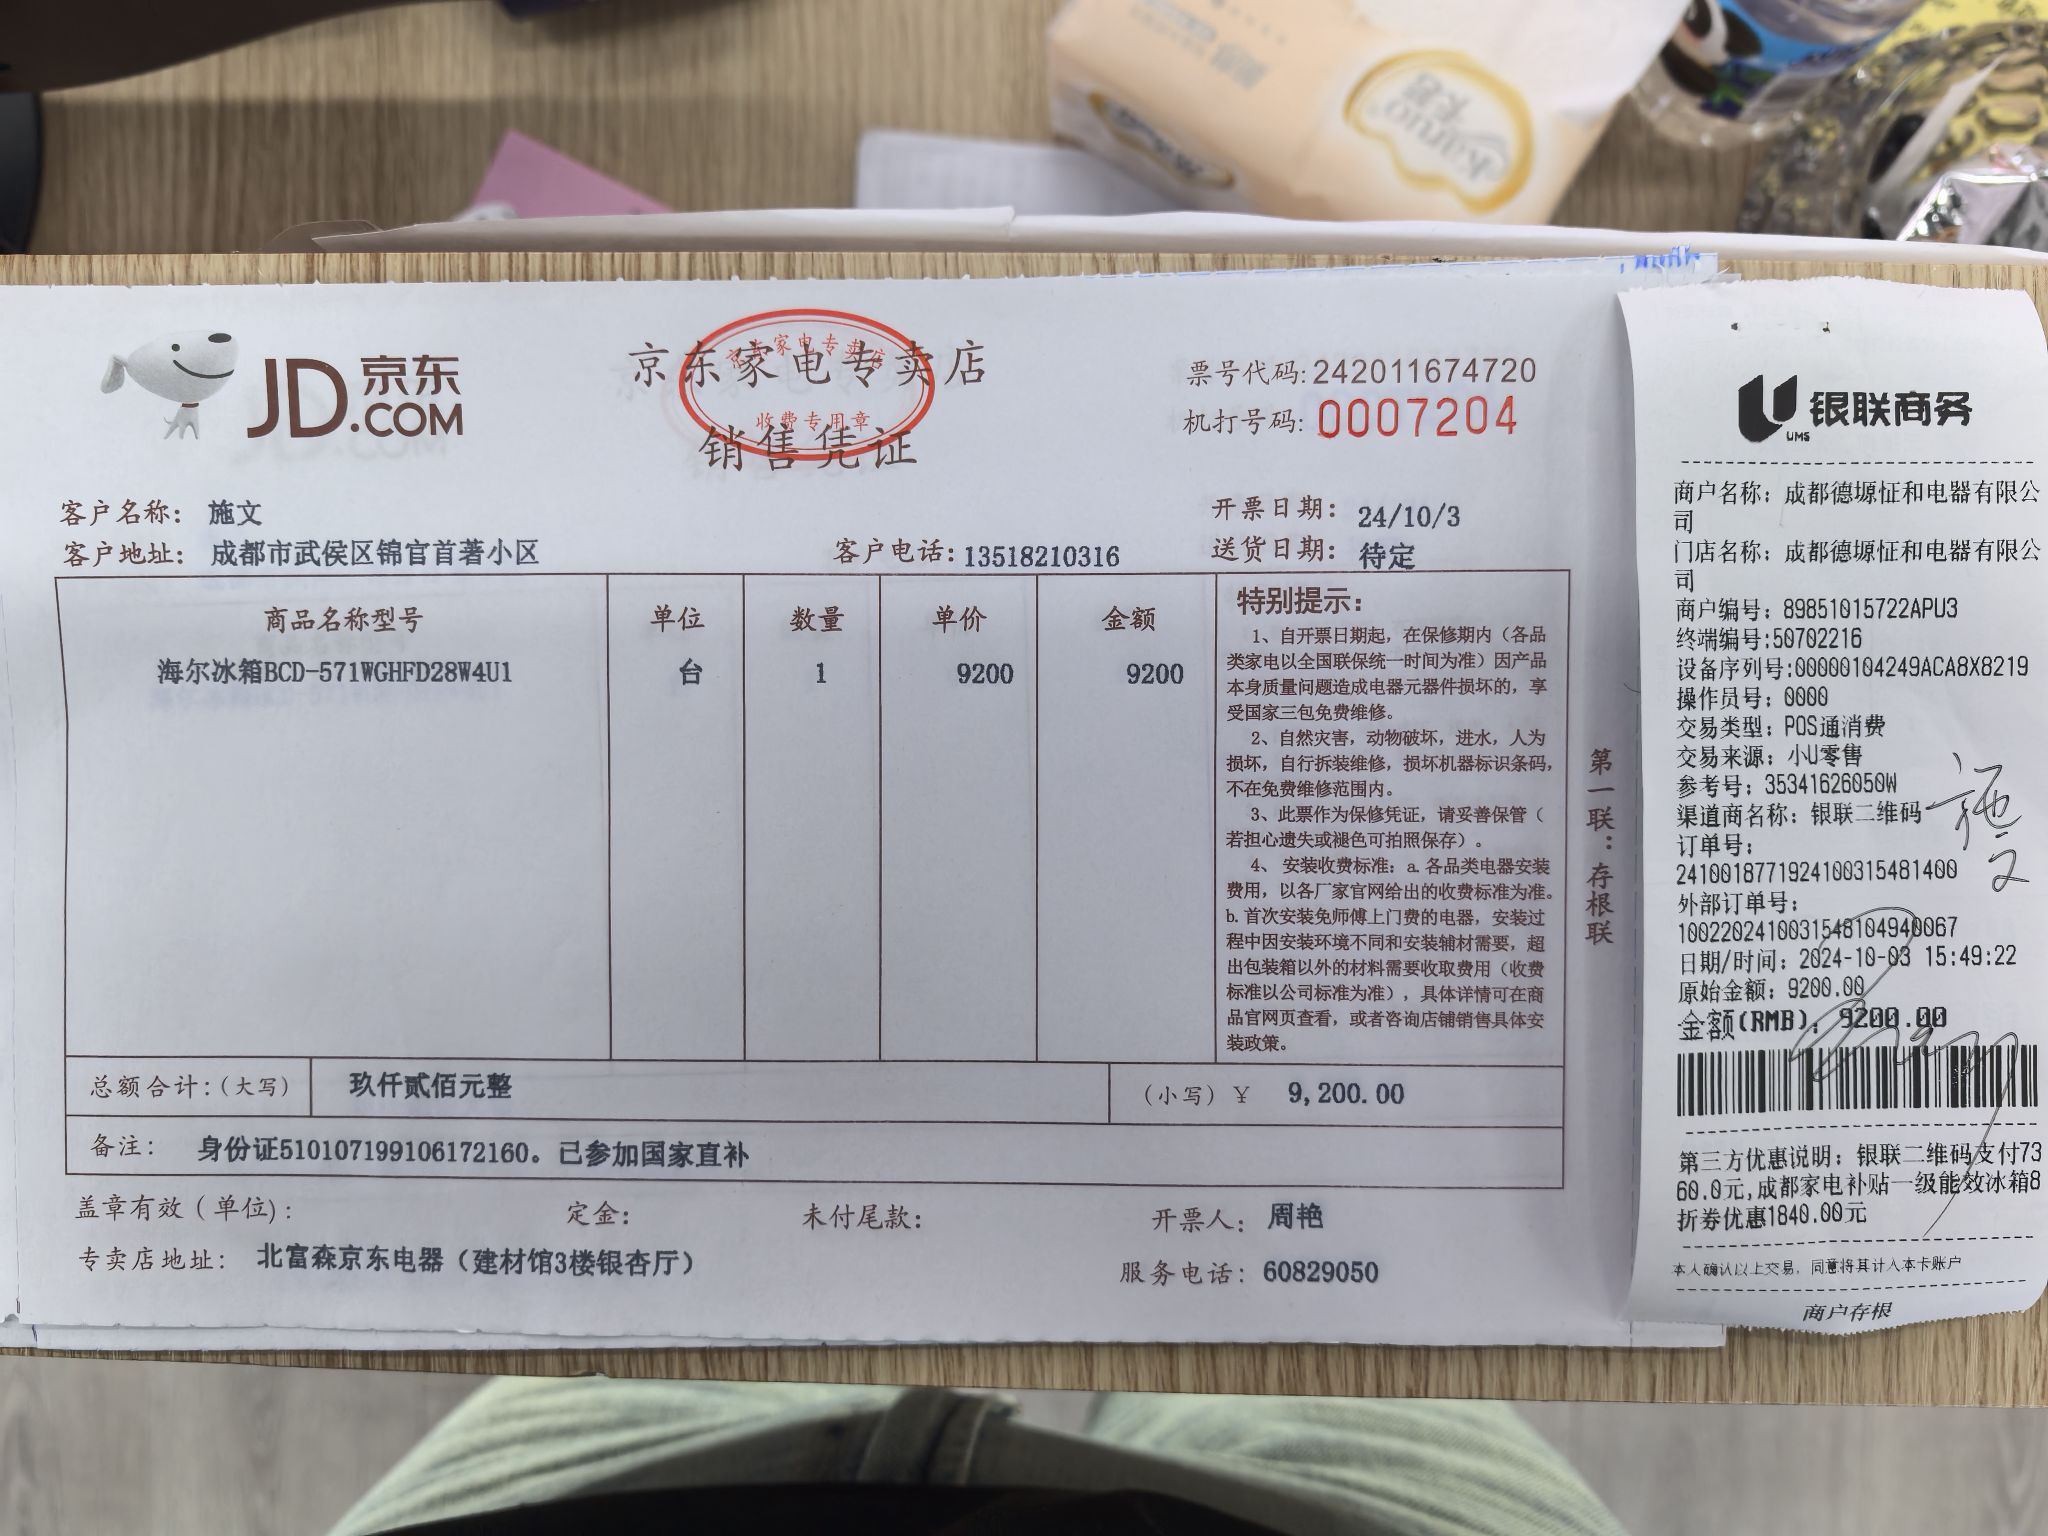 Karuo
卡若
JD.COM
京东
京东家电专卖店
京东家电专卖店
收费专用章
销售凭证
票号代码:242011674720
机打号码: 0007204
客户名称: 施文
开票日期: 24/10/3
客户地址: 成都市武侯区锦官首著小区
客户电话:13518210316
送货日期: 待定
商品名称型号 单位 数量 单价 金额
海尔冰箱BCD-571WGHFD28W4U1 台 1 9200 9200
特别提示:
1、自开票日期起，在保修期内（各品
类家电以全国联保统一时间为准）因产品
本身质量问题造成电器元器件损坏的，享
受国家三包免费维修。
2、自然灾害，动物破坏，进水，人为
损坏，自行拆装维修，损坏机器标识条码，
不在免费维修范围内。
3、此票作为保修凭证，请妥善保管（
若担心遗失或褪色可拍照保存）。
4、 安装收费标准: a.各品类电器安装
费用，以各厂家官网给出的收费标准为准。
b.首次安装免师傅上门费的电器，安装过
程中因安装环境不同和安装辅材需要，超
出包装箱以外的材料需要收取费用（收费
标准以公司标准为准），具体详情可在商
品官网页查看，或者咨询店铺销售具体安
装政策。
第一联：存根联
总额合计:(大写) 玖仟贰佰元整 (小写) ¥ 9,200.00
备注: 身份证510107199106172160。已参加国家直补
盖章有效(单位): 定金: 未付尾款: 开票人: 周艳
专卖店地址: 北富森京东电器（建材馆3楼银杏厅）
服务电话: 60829050
银联商务
UMS
商户名称: 成都德塬怔和电器有限公
司
门店名称: 成都德塬怔和电器有限公
司
商户编号: 89851015722APU3
终端编号:50702216
设备序列号:00000104249ACA8X8219
操作员号: 0000
交易类型: POS通消费
交易来源: 小U零售
参考号: 35341626050W
渠道商名称: 银联二维码
施文
订单号:
24100187719241003154814​00
外部订单号:
1002202410031548104940067
日期/时间: 2024-10-03 15:49:22
原始金额: 9200.00
金额(RMB): 9200.00
第三方优惠说明: 银联二维码支付73
60.0元,成都家电补贴一级能效冰箱8
折券优惠1840.00元
本人确认以上交易, 同意将其计入本卡账户
商户存根